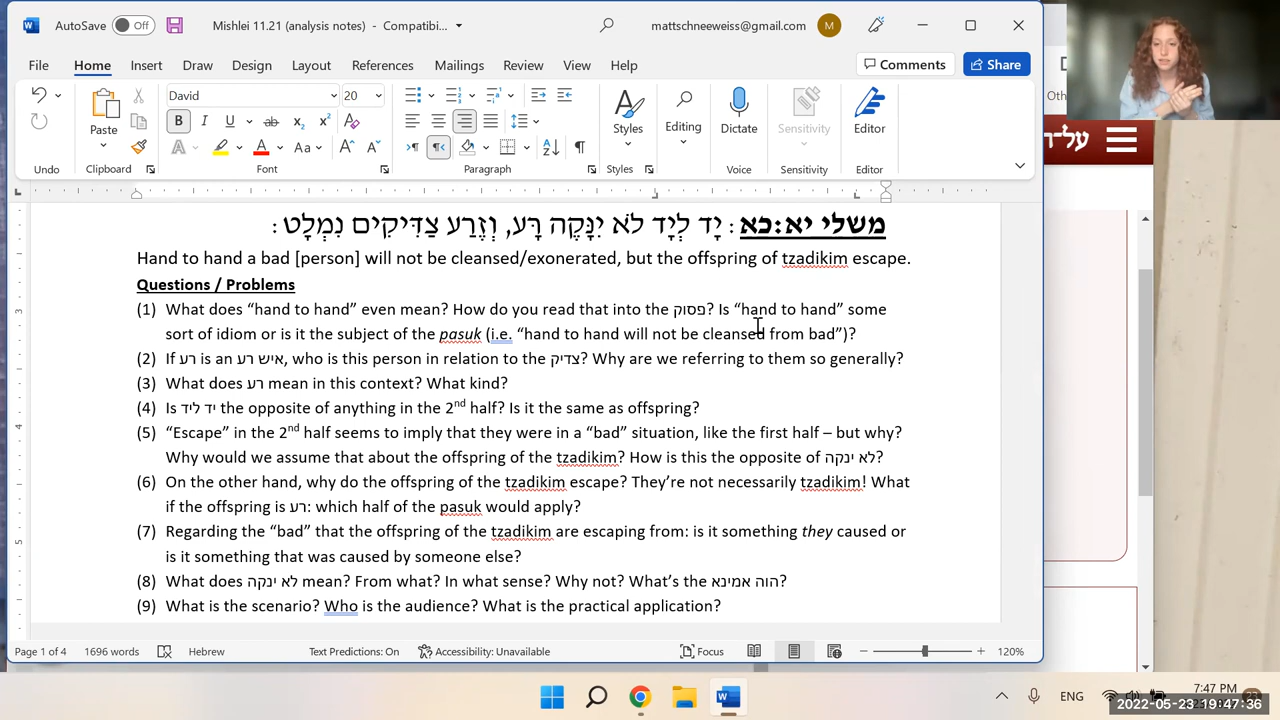 AutoSave Off Mishlei 11.21 (analysis notes) - Compatibi... mattschneeweiss@gmail.com M
File Home Insert Draw Design Layout References Mailings Review View Help Comments Share
David 20
Paste Styles Editing Dictate Sensitivity Editor
Undo Clipboard Font Paragraph Styles Voice Sensitivity Editor
משלי יא:כא : יָד לְיָד לֹא יִנָּקֶה רָּע, וְזֶרַע צַדִּיקִים נִמְלָט :
Hand to hand a bad [person] will not be cleansed/exonerated, but the offspring of tzadikim escape.
Questions / Problems
(1) What does “hand to hand” even mean? How do you read that into the פסוק? Is “hand to hand” some
sort of idiom or is it the subject of the pasuk (i.e. “hand to hand will not be cleansed from bad”)?
(2) If רע is an איש רע, who is this person in relation to the צדיק? Why are we referring to them so generally?
(3) What does רע mean in this context? What kind?
(4) Is יד ליד the opposite of anything in the 2nd half? Is it the same as offspring?
(5) “Escape” in the 2nd half seems to imply that they were in a “bad” situation, like the first half – but why?
Why would we assume that about the offspring of the tzadikim? How is this the opposite of לא ינקה?
(6) On the other hand, why do the offspring of the tzadikim escape? They’re not necessarily tzadikim! What
if the offspring is רע: which half of the pasuk would apply?
(7) Regarding the “bad” that the offspring of the tzadikim are escaping from: is it something they caused or
is it something that was caused by someone else?
(8) What does לא ינקה mean? From what? In what sense? Why not? What’s the הוה אמינא?
(9) What is the scenario? Who is the audience? What is the practical application?
Page 1 of 4 1696 words Hebrew Text Predictions: On Accessibility: Unavailable Focus 120%
על־ת
ENG 7:47 PM
2022-05-23 19:47:36